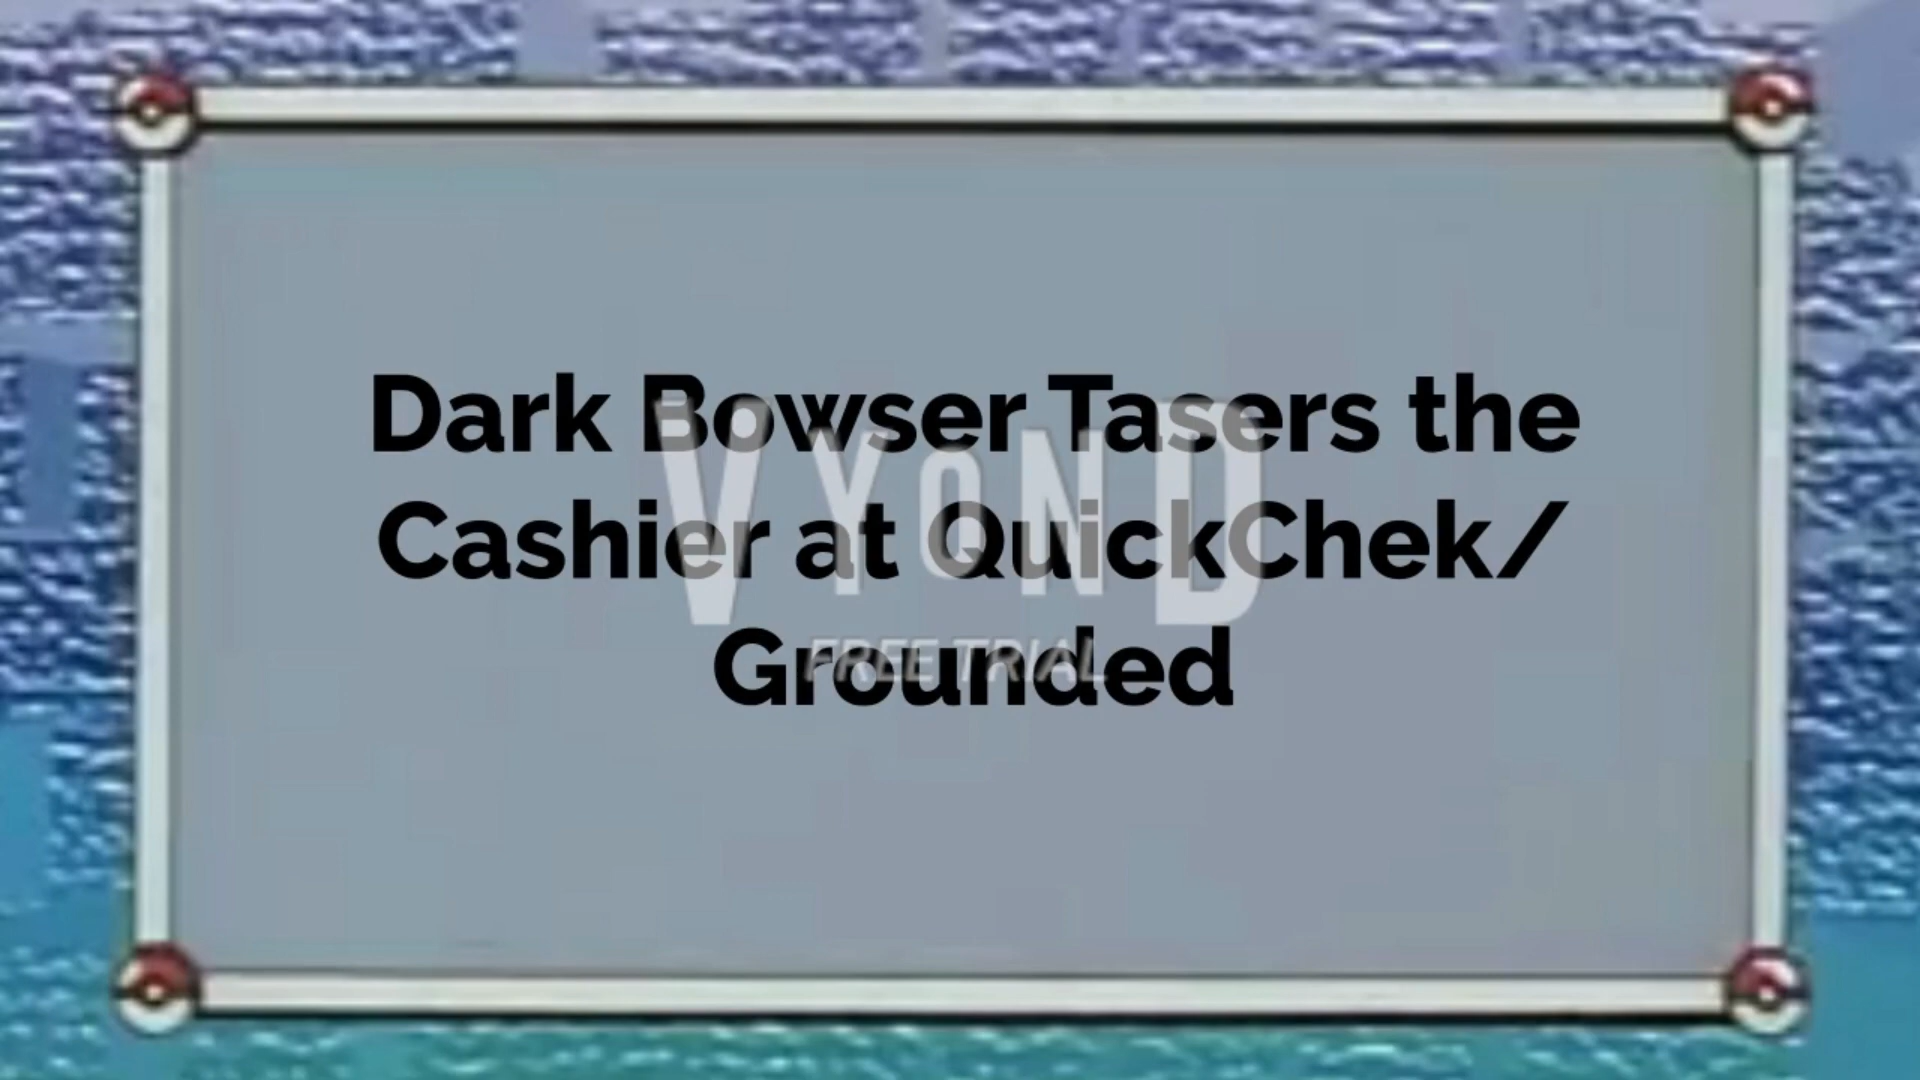 Dark Bowser Tasers the
Cashier at QuickChek/
Grounded
VYOND
FREE TRIAL